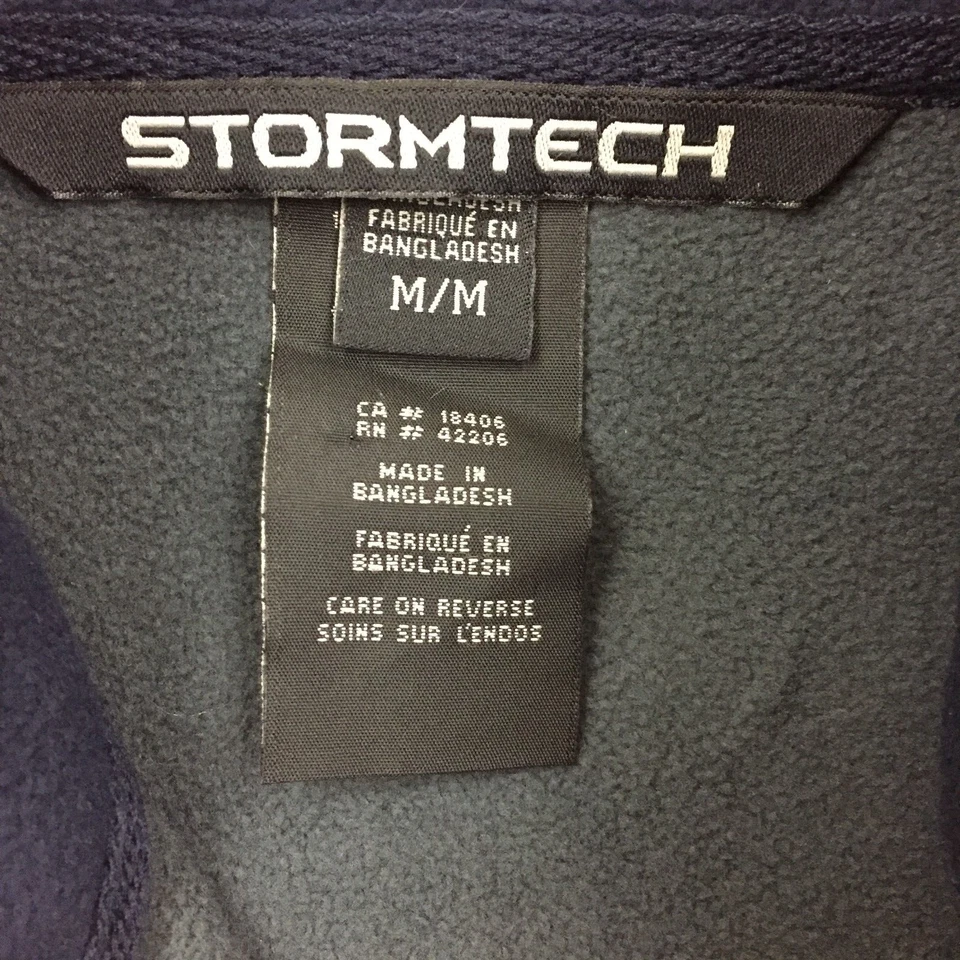 STORMTECH
BANGLADESH
FABRIQUÉ EN
BANGLADESH
M/M
CA # 18406
RN # 42206
MADE IN
BANGLADESH
FABRIQUÉ EN
BANGLADESH
CARE ON REVERSE
SOINS SUR L'ENDOS